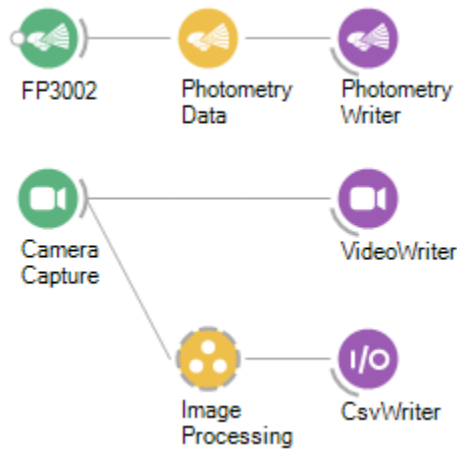 FP3002
Photometry
Data
Photometry
Writer
Camera
Capture
VideoWriter
I/O
Image
Processing
CsvWriter